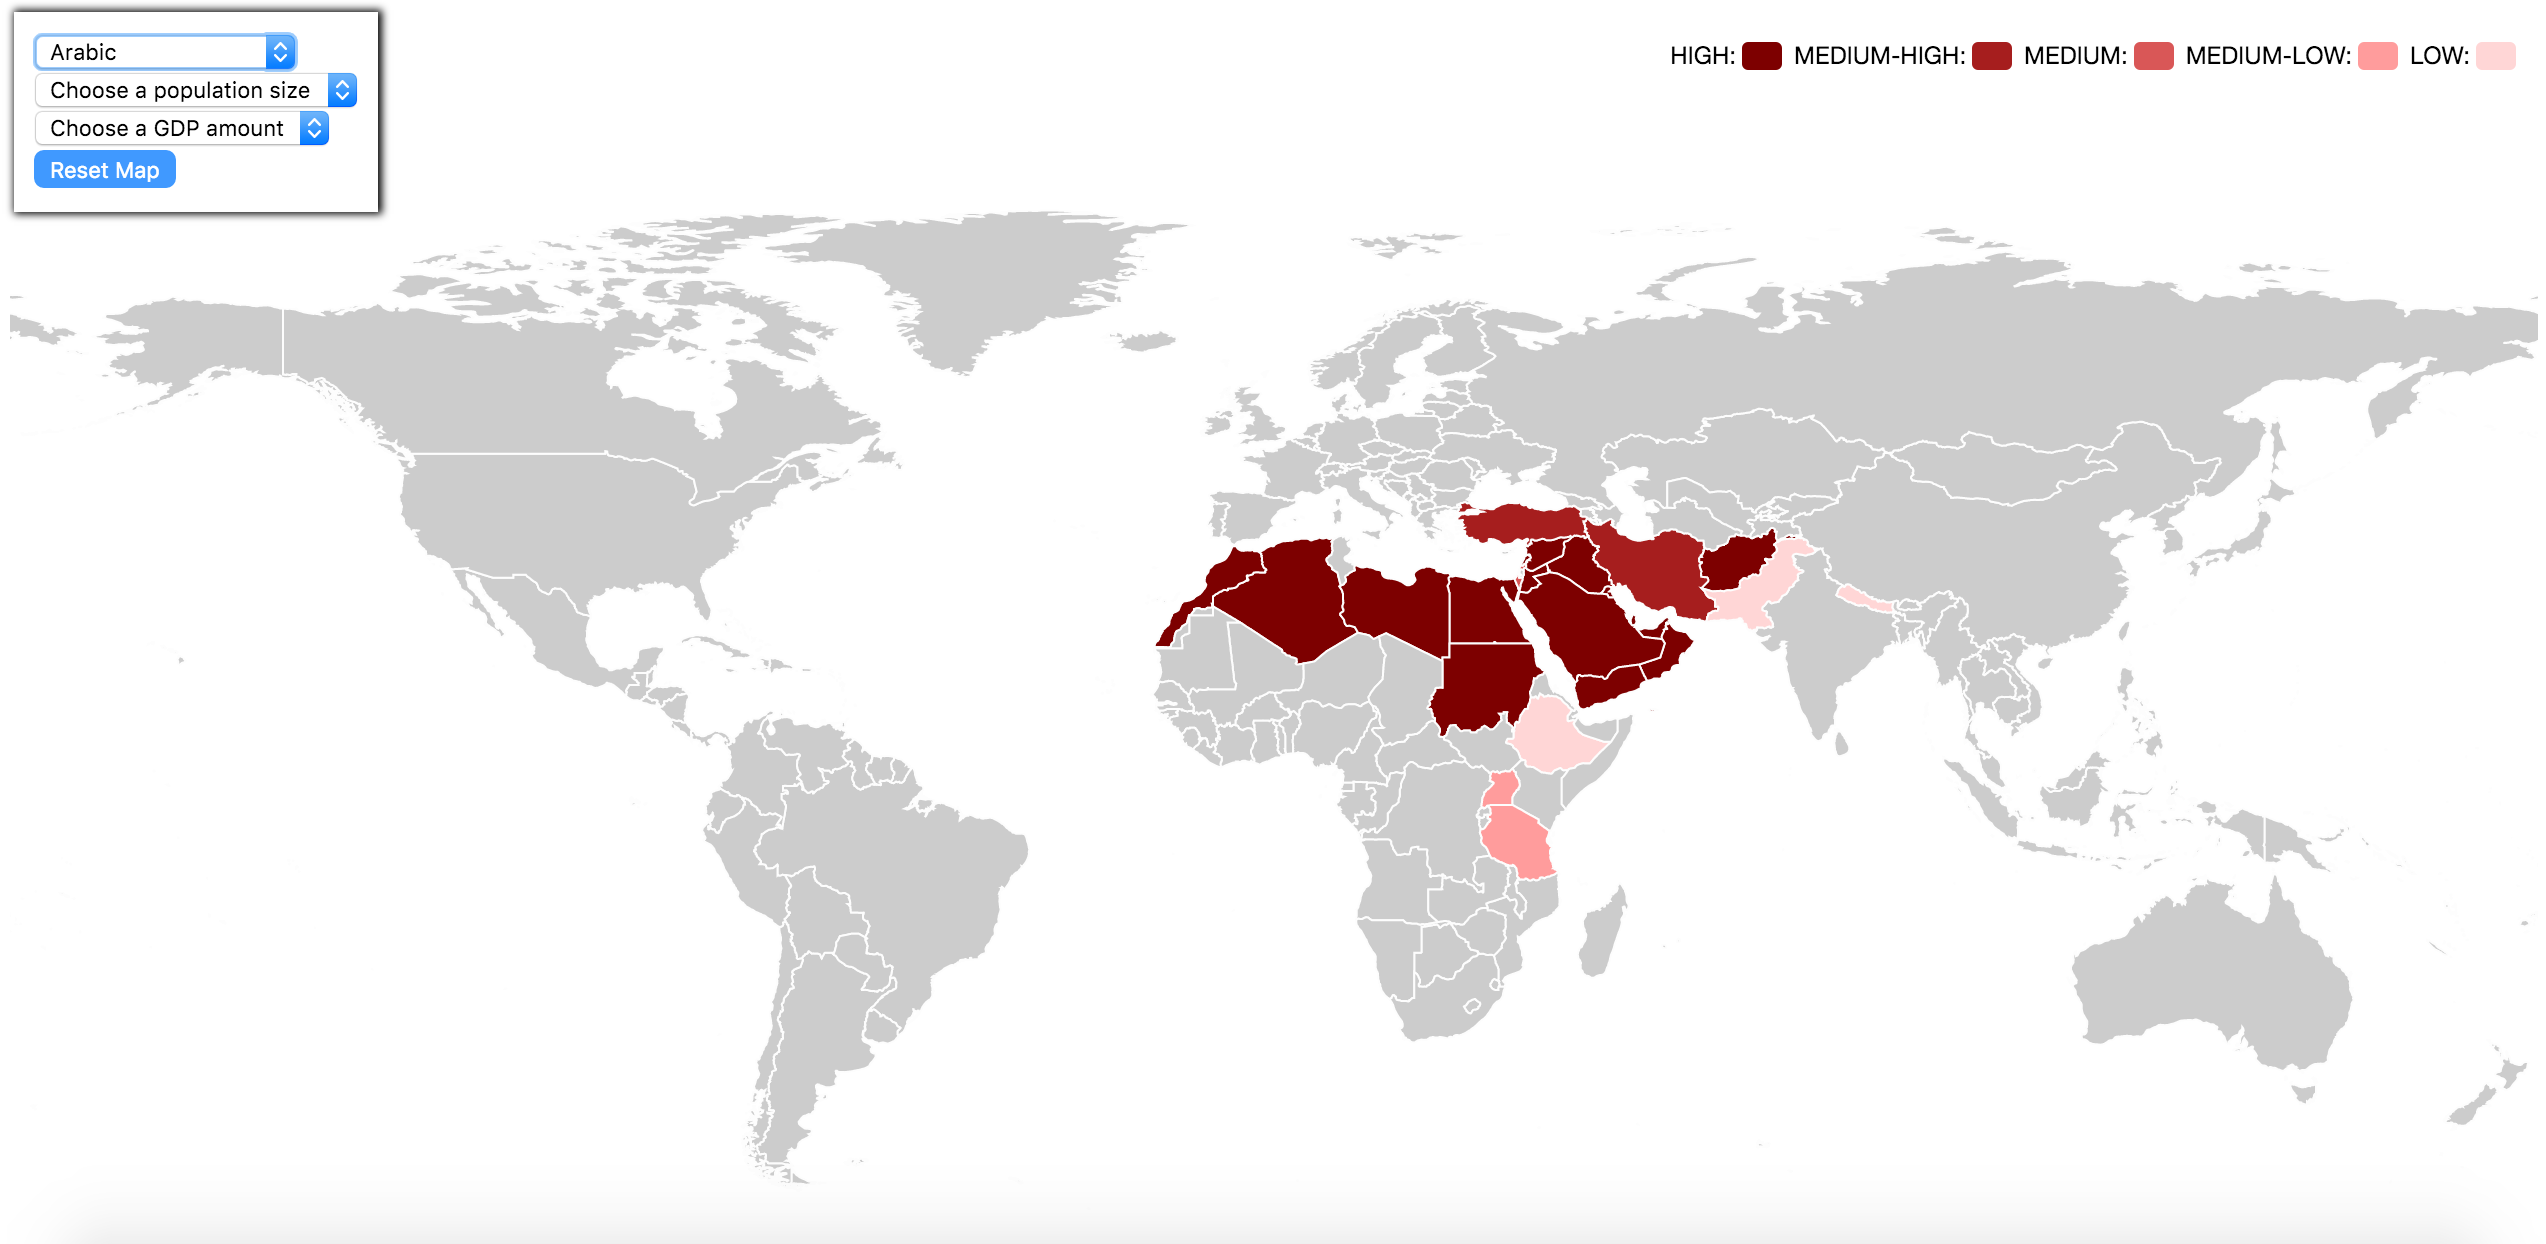 Arabic
Choose a population size
Choose a GDP amount
Reset Map
HIGH: MEDIUM-HIGH: MEDIUM: MEDIUM-LOW: LOW: